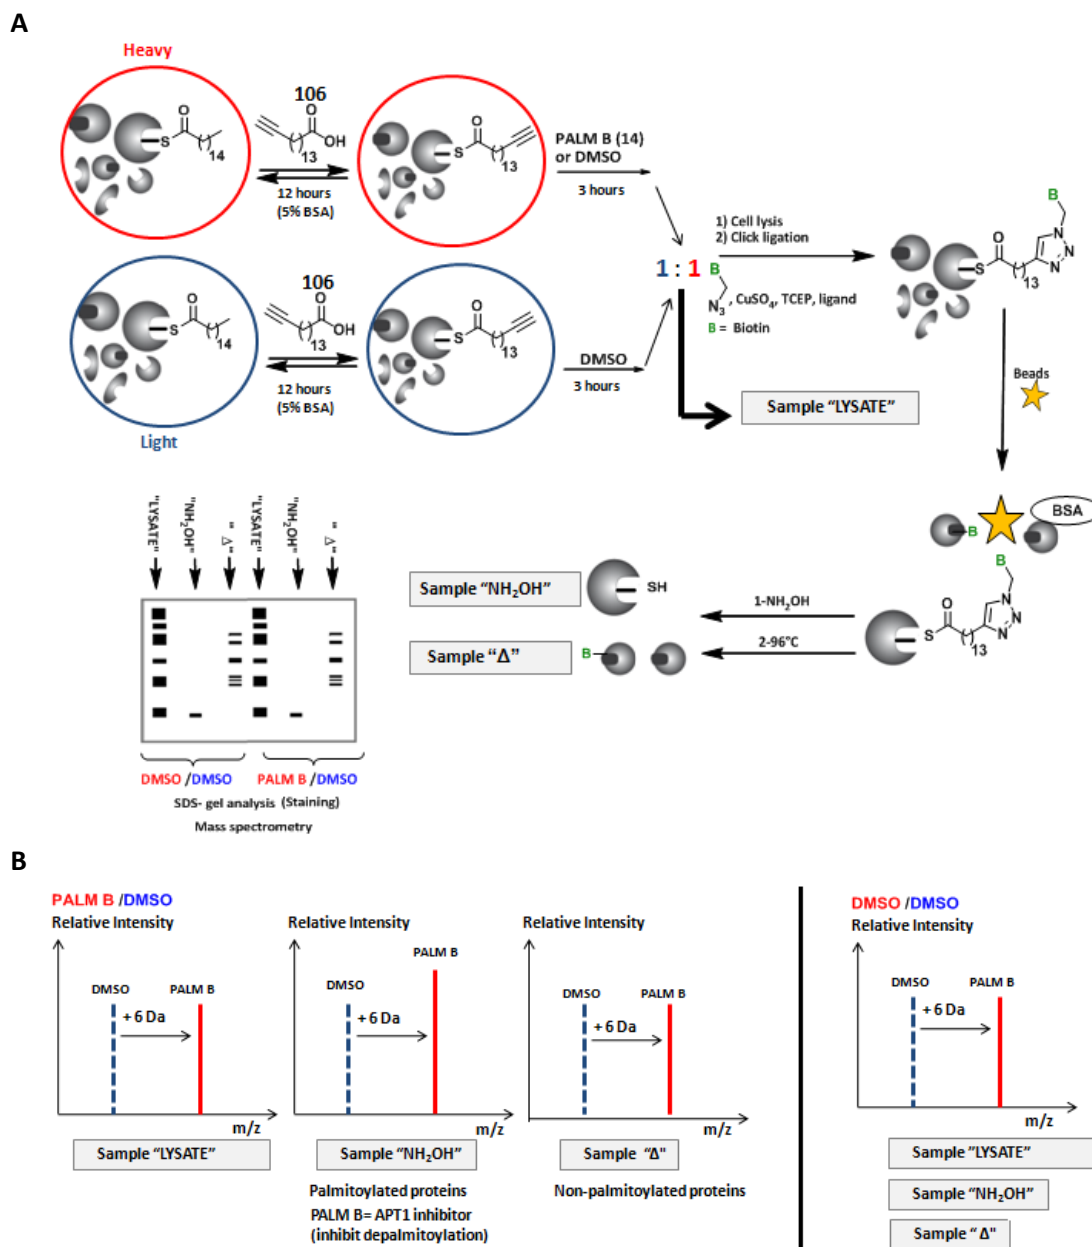 A
Heavy
106
O
O
OH
O
S
14
13
S
13
12 hours
(5% BSA)
PALM B (14)
or DMSO
3 hours
1) Cell lysis
2) Click ligation
1 : 1
B
N3 , CuSO4, TCEP, ligand
B = Biotin
B
N
N
N
O
S
13
106
O
O
OH
O
S
14
13
S
13
12 hours
(5% BSA)
DMSO
3 hours
Light
Sample “LYSATE”
Beads
BSA
B
B
N
N
N
O
S
13
"LYSATE"
"NH2OH"
" Δ"
"LYSATE"
"NH2OH"
" Δ"
Sample “NH2OH”
SH
1-NH2OH
Sample “Δ”
B
2-96°C
DMSO /DMSO
PALM B /DMSO
SDS- gel analysis (Staining)
Mass spectrometry
B
PALM B /DMSO
Relative Intensity
DMSO
PALM B
+ 6 Da
m/z
Sample “LYSATE”
Relative Intensity
PALM B
DMSO
+ 6 Da
m/z
Sample “NH2OH”
Palmitoylated proteins
PALM B= APT1 inhibitor
(inhibit depalmitoylation)
Relative Intensity
DMSO
PALM B
+ 6 Da
m/z
Sample “Δ"
Non-palmitoylated proteins
DMSO /DMSO
Relative Intensity
DMSO
PALM B
+ 6 Da
m/z
Sample "LYSATE”
Sample “NH2OH”
Sample “ Δ"